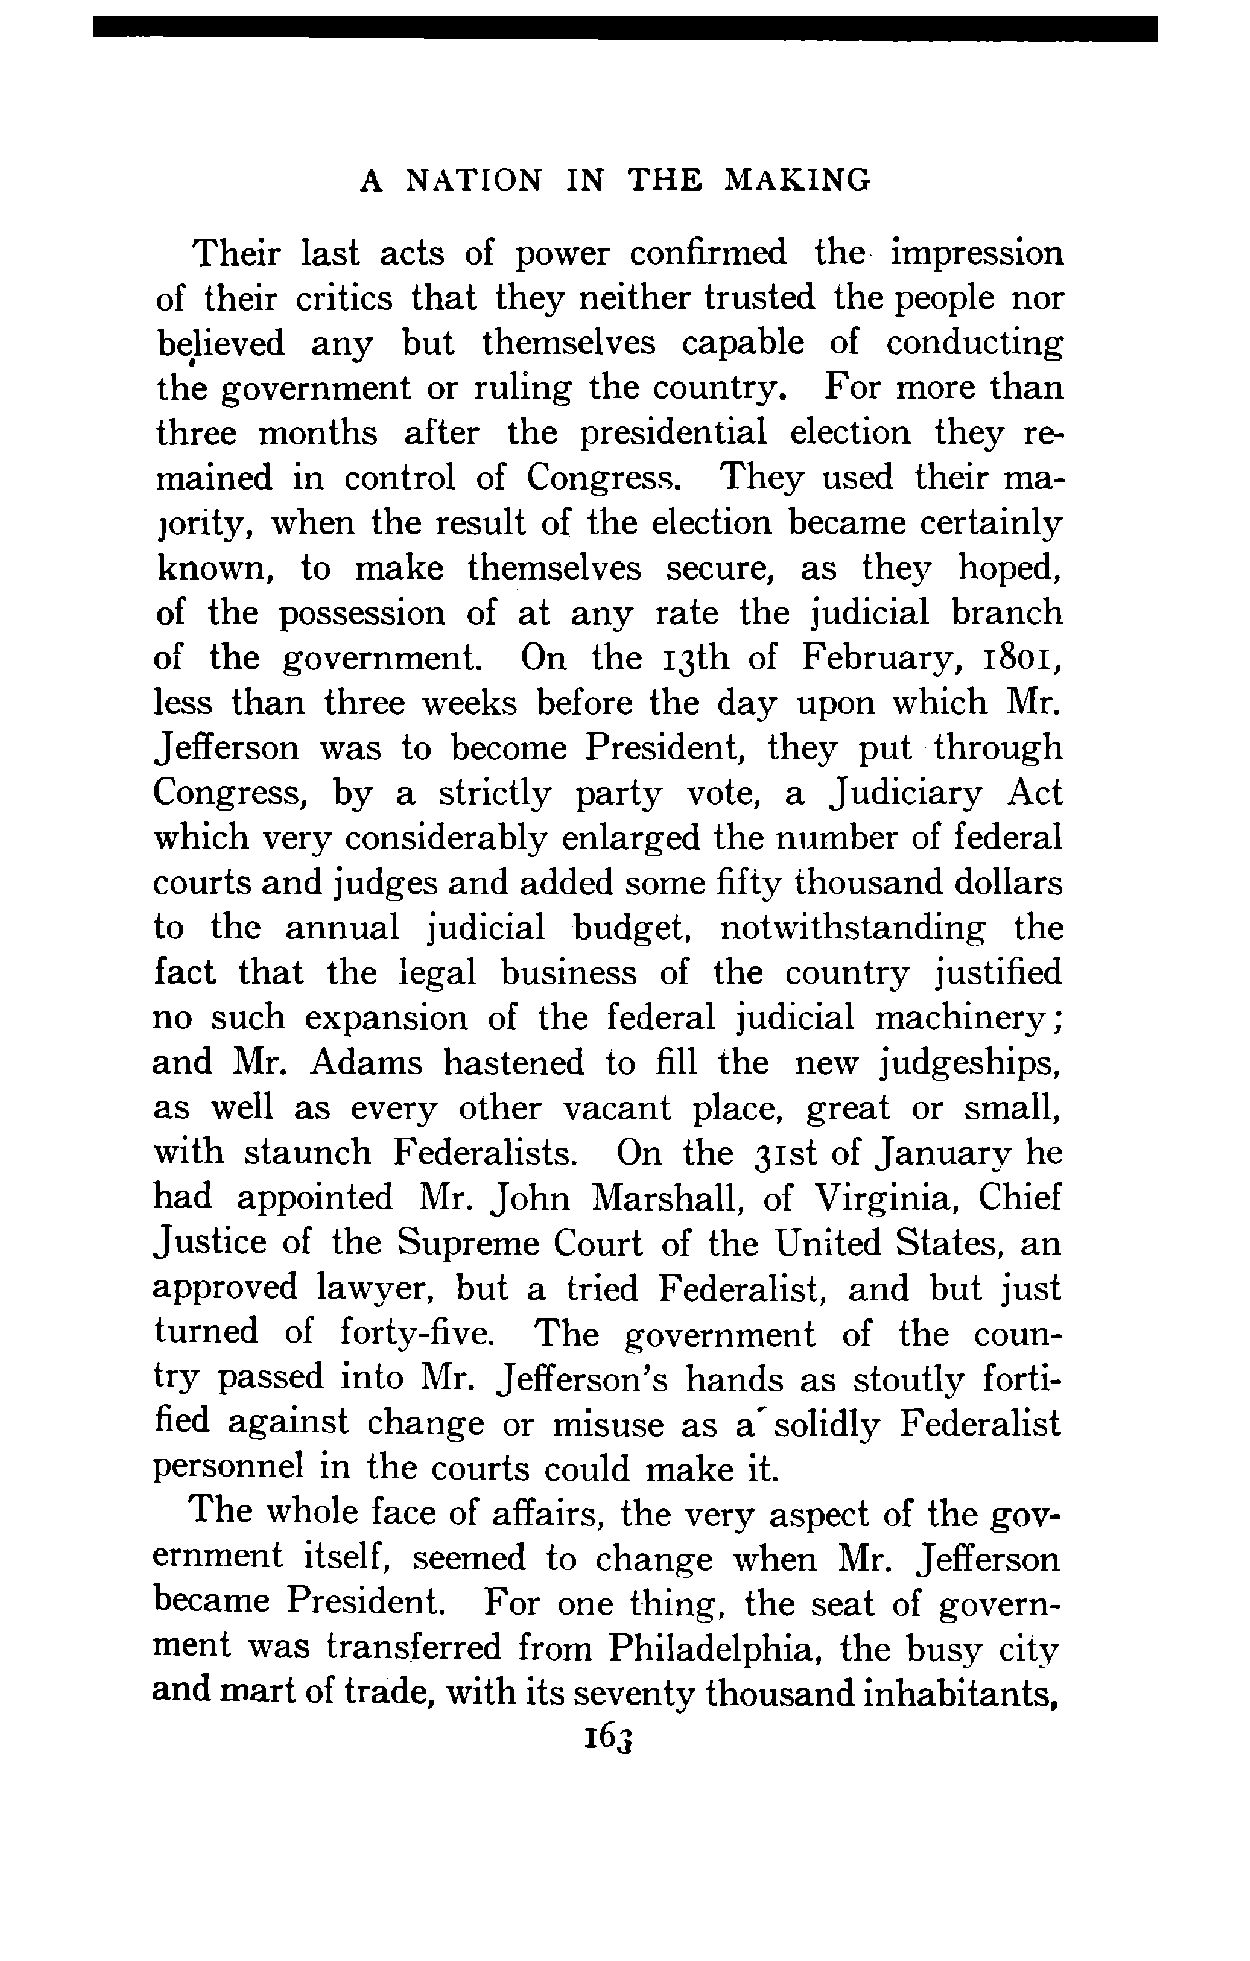 A NATION IN THE MAKING
Their last acts of power confirmed the impression
of their critics that they neither trusted the people nor
believed any but themselves capable of conducting
the government or ruling the country. For more than
three months after the presidential election they re-
mained in control of Congress. They used their ma-
jority, when the result of the election became certainly
known, to make themselves secure, as they hoped,
of the possession of at any rate the judicial branch
of the government. On the 13th of February, 1801,
less than three weeks before the day upon which Mr.
Jefferson was to become President, they put through
Congress, by a strictly party vote, a Judiciary Act
which very considerably enlarged the number of federal
courts and judges and added some fifty thousand dollars
to the annual judicial budget, notwithstanding the
fact that the legal business of the country justified
no such expansion of the federal judicial machinery;
and Mr. Adams hastened to fill the new judgeships,
as well as every other vacant place, great or small,
with staunch Federalists. On the 31st of January he
had appointed Mr. John Marshall, of Virginia, Chief
Justice of the Supreme Court of the United States, an
approved lawyer, but a tried Federalist, and but just
turned of forty-five. The government of the coun-
try passed into Mr. Jefferson's hands as stoutly forti-
fied against change or misuse as a solidly Federalist
personnel in the courts could make it.
The whole face of affairs, the very aspect of the gov-
ernment itself, seemed to change when Mr. Jefferson
became President. For one thing, the seat of govern-
ment was transferred from Philadelphia, the busy city
and mart of trade, with its seventy thousand inhabitants,
163